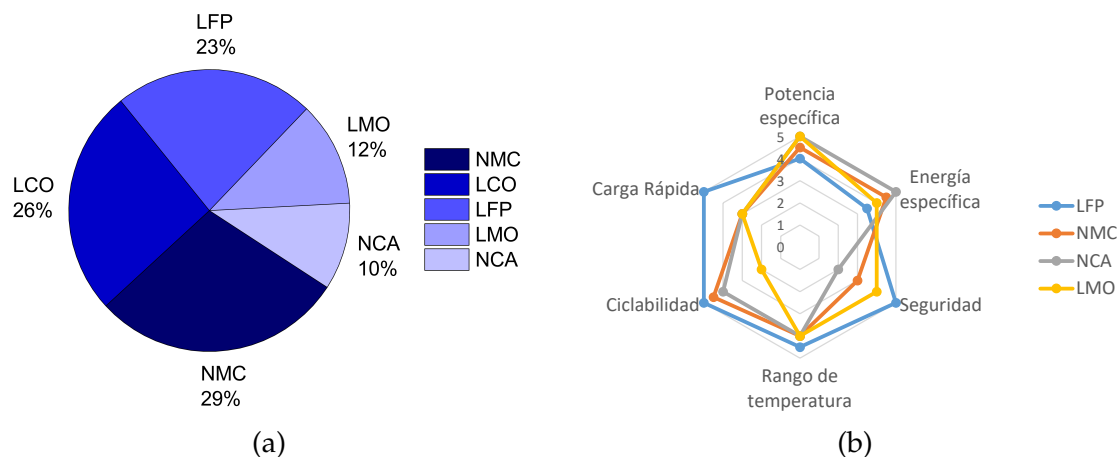 LFP
23%
LMO
12%
NCA
10%
NMC
29%
LCO
26%
NMC
LCO
LFP
LMO
NCA
(a)
Potencia
específica
Energía
específica
Seguridad
Rango de
temperatura
Ciclabilidad
Carga Rápida
5
4
3
2
1
0
LFP
NMC
NCA
LMO
(b)